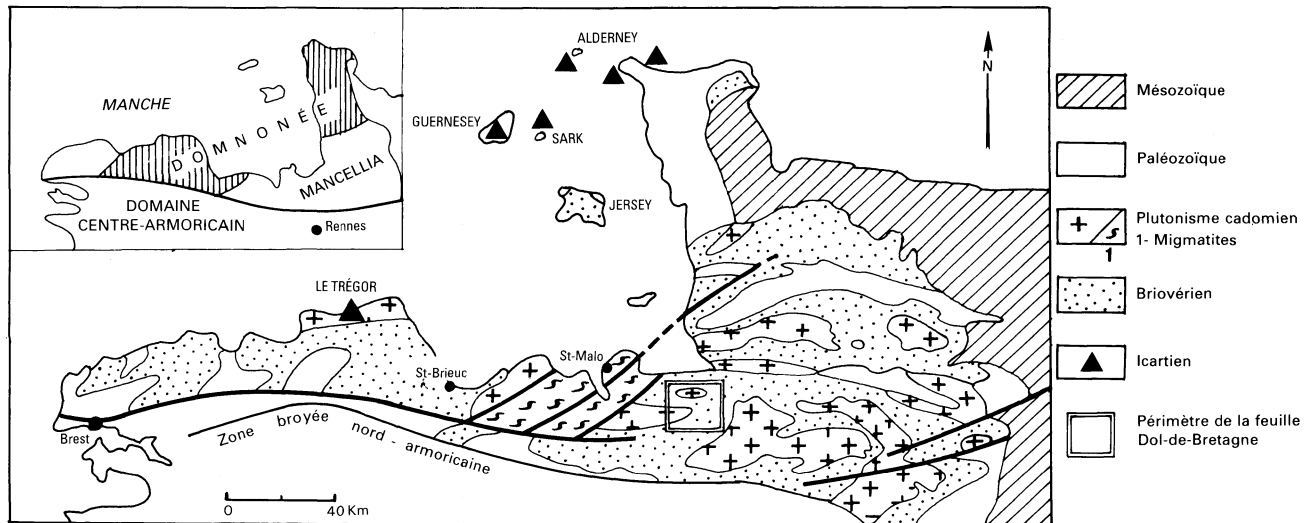 MANCHE
DOMNONÉE
MANCELLIA
DOMAINE
CENTRE-ARMORICAIN
Rennes
ALDERNEY
GUERNESEY
SARK
JERSEY
N
LE TRÉGOR
St-Malo
St-Brieuc
Brest
Zone broyée nord-armoricaine
0 40 Km
Mésozoïque
Paléozoïque
Plutonisme cadomien
1- Migmatites
1
Briovérien
Icartien
Périmètre de la feuille
Dol-de-Bretagne